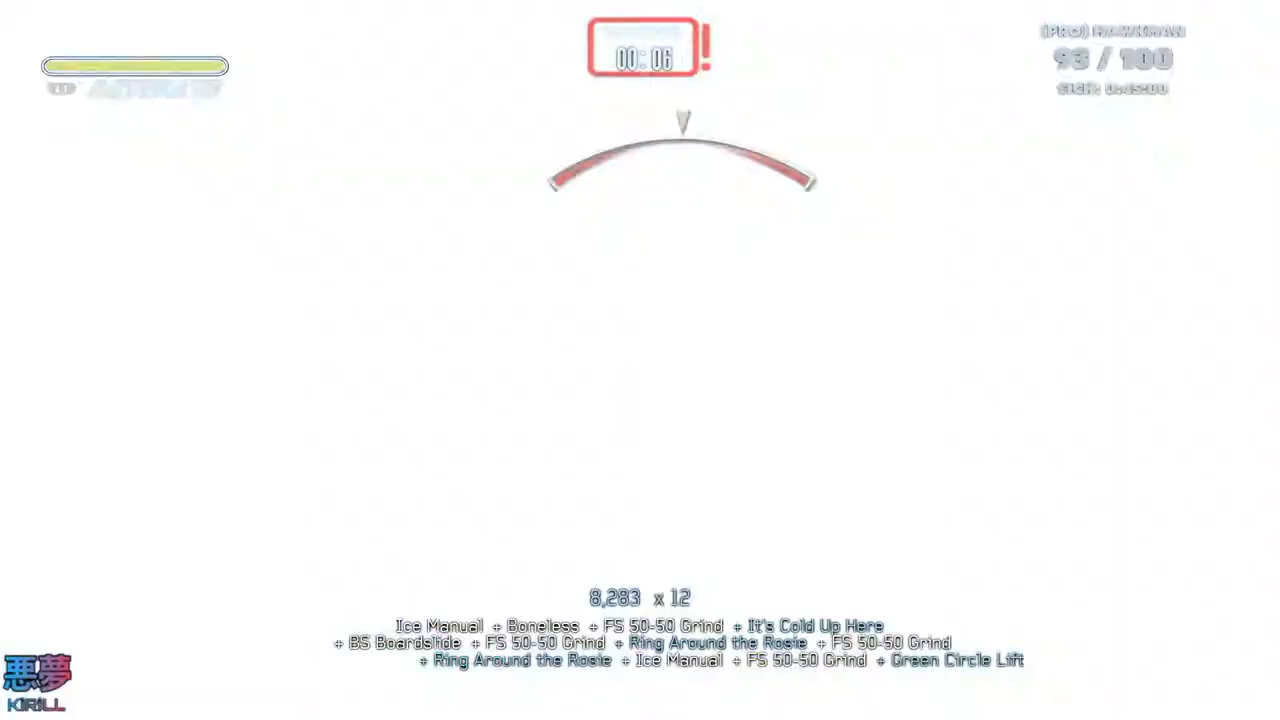 00:06
93 / 100
8,283 x 12
Ice Manual + Boneless + FS 50-50 Grind + It's Cold Up Here
+ BS Boardslide + FS 50-50 Grind + Ring Around the Rosie + FS 50-50 Grind
+ Ring Around the Rosie + Ice Manual + FS 50-50 Grind + Green Circle Lift
悪夢
KIRILL